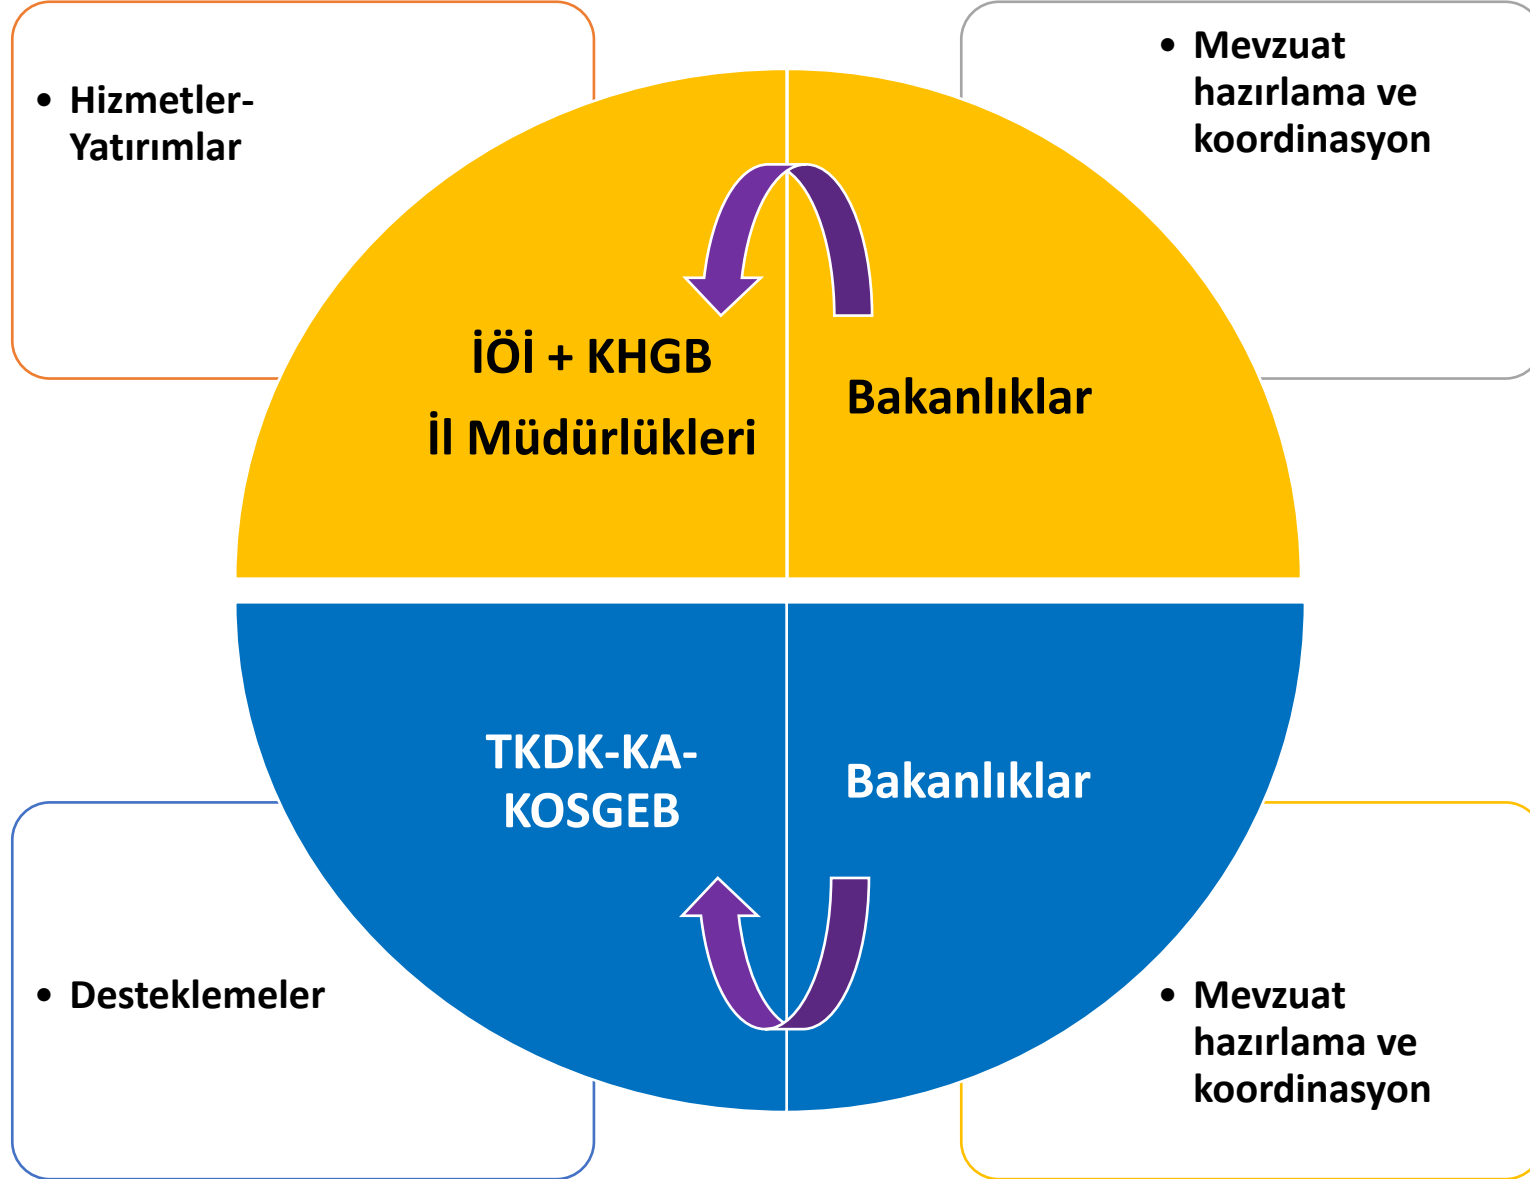 • Hizmetler-
Yatırımlar
• Mevzuat
hazırlama ve
koordinasyon
İÖİ + KHGB
İl Müdürlükleri
Bakanlıklar
TKDK-KA-
KOSGEB
Bakanlıklar
• Desteklemeler
• Mevzuat
hazırlama ve
koordinasyon